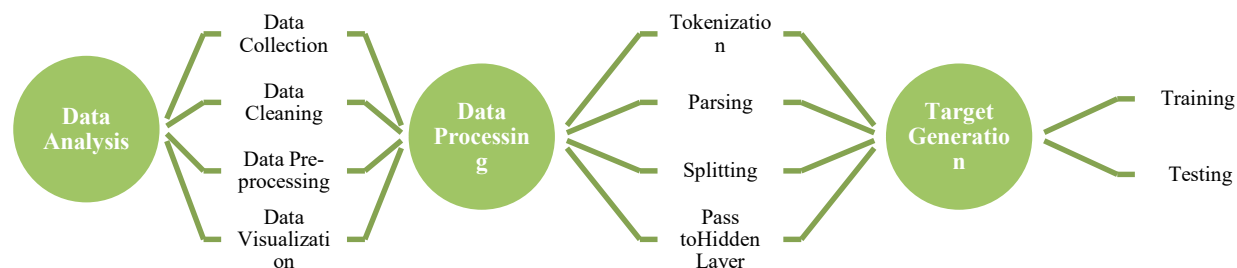 Data
Analysis
Data
Collection
Data
Cleaning
Data Pre-
processing
Data
Visualizati
on
Data
Processin
g
Tokenizatio
n
Parsing
Splitting
Pass
toHidden
Layer
Target
Generatio
n
Training
Testing